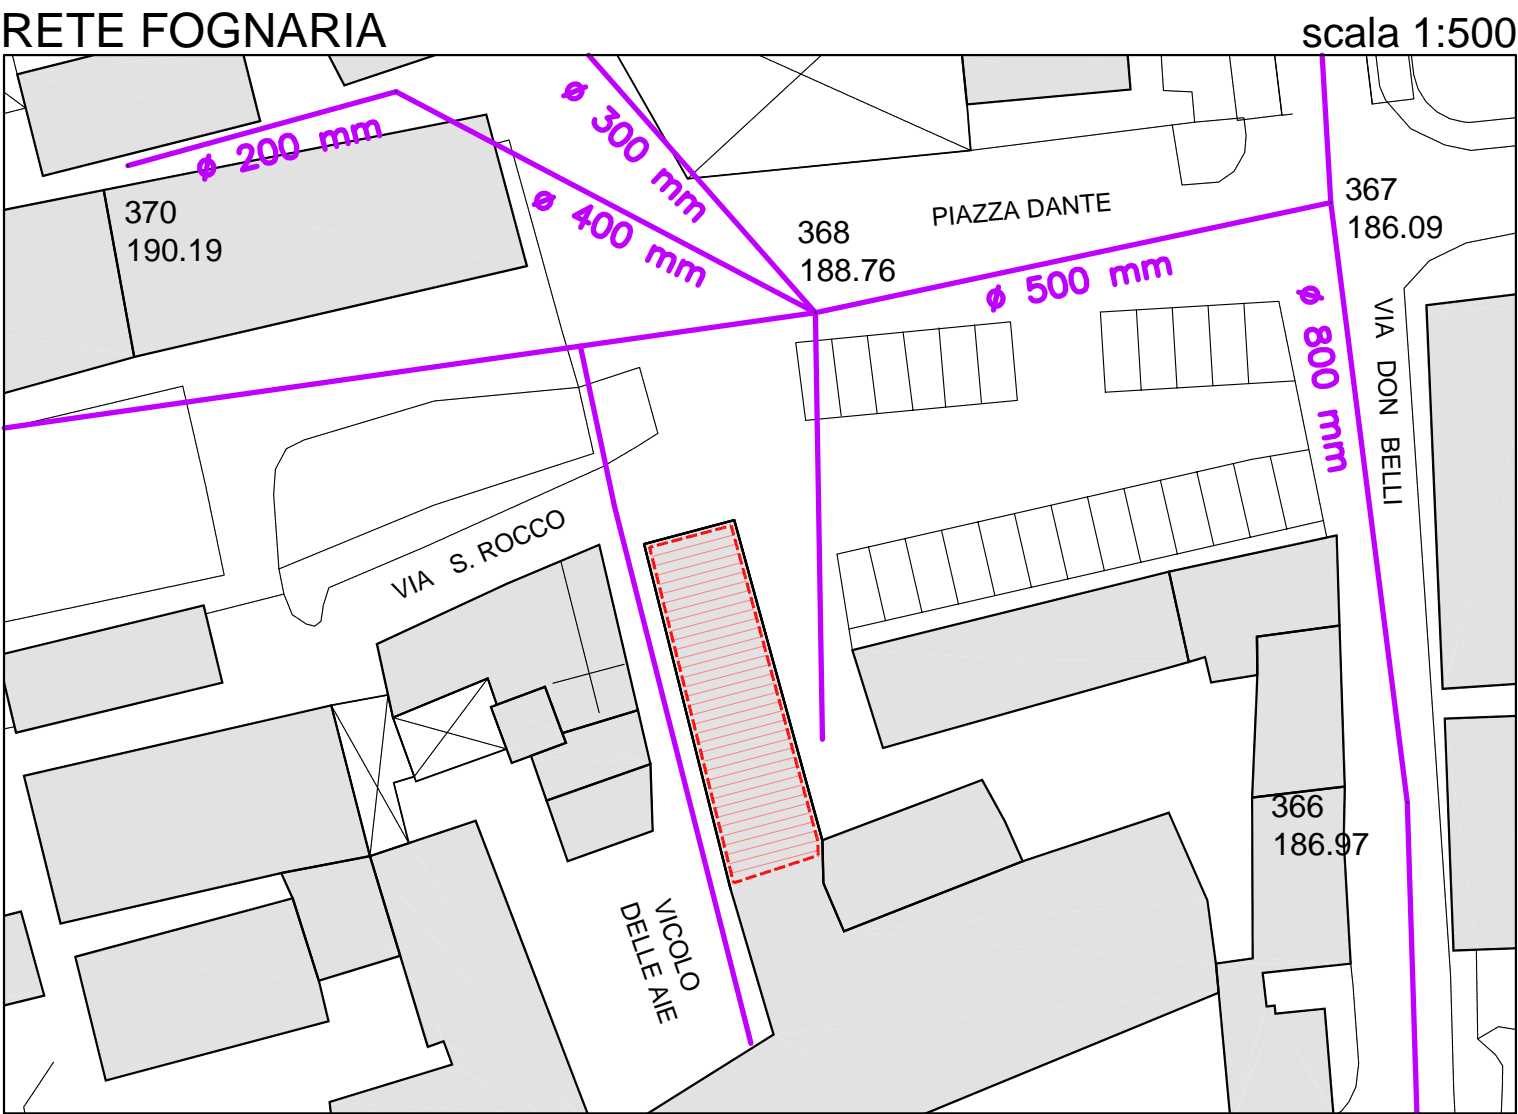 RETE FOGNARIA
scala 1:500
ø 200 mm
ø 300 mm
ø 400 mm
370
190.19
368
188.76
PIAZZA DANTE
367
186.09
ø 500 mm
ø 800 mm
VIA DON BELLI
VIA S. ROCCO
366
186.97
VICOLO
DELLE AIE